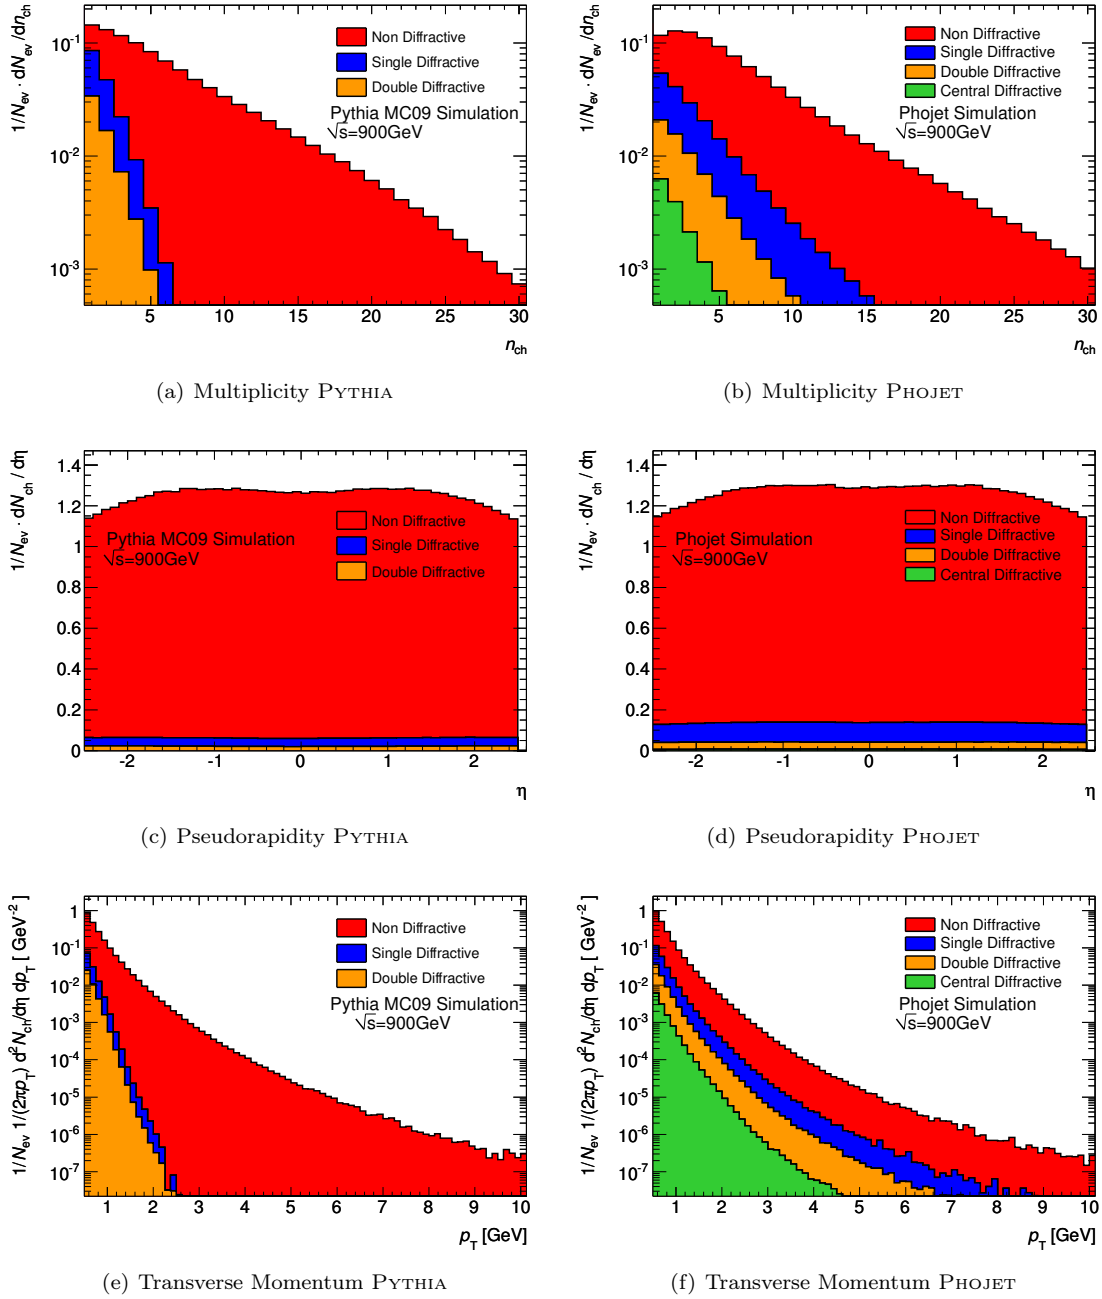 1/N_ev · dN_ev /dn_ch
10^-1
10^-2
10^-3
Non Diffractive
Single Diffractive
Double Diffractive
Pythia MC09 Simulation
√s=900GeV
5 10 15 20 25 30
n_ch
(a) Multiplicity PYTHIA
1/N_ev · dN_ev /dn_ch
10^-1
10^-2
10^-3
Non Diffractive
Single Diffractive
Double Diffractive
Central Diffractive
Phojet Simulation
√s=900GeV
5 10 15 20 25 30
n_ch
(b) Multiplicity PHOJET
1/N_ev · dN_ch / dη
1.4
1.2
1
0.8
0.6
0.4
0.2
0
Non Diffractive
Pythia MC09 Simulation
Single Diffractive
√s=900GeV
Double Diffractive
-2 -1 0 1 2
η
(c) Pseudorapidity PYTHIA
1/N_ev · dN_ch / dη
1.4
1.2
1
0.8
0.6
0.4
0.2
0
Non Diffractive
Single Diffractive
Phojet Simulation
Double Diffractive
√s=900GeV
Central Diffractive
-2 -1 0 1 2
η
(d) Pseudorapidity PHOJET
1/N_ev 1/(2πp_T) d^2N_ch/dη dp_T [ GeV^-2 ]
1
10^-1
10^-2
10^-3
10^-4
10^-5
10^-6
10^-7
Non Diffractive
Single Diffractive
Double Diffractive
Pythia MC09 Simulation
√s=900GeV
1 2 3 4 5 6 7 8 9 10
p_T [GeV]
(e) Transverse Momentum PYTHIA
1/N_ev 1/(2πp_T) d^2N_ch/dη dp_T [ GeV^-2 ]
1
10^-1
10^-2
10^-3
10^-4
10^-5
10^-6
10^-7
Non Diffractive
Single Diffractive
Double Diffractive
Central Diffractive
Phojet Simulation
√s=900GeV
1 2 3 4 5 6 7 8 9 10
p_T [GeV]
(f) Transverse Momentum PHOJET